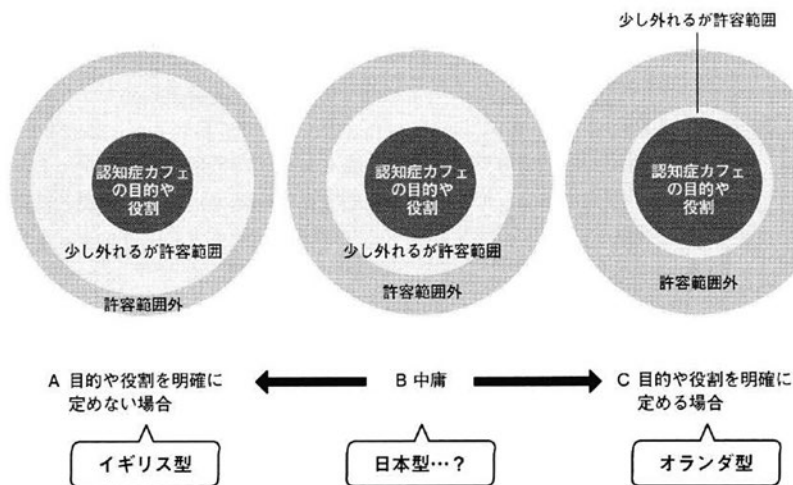 少し外れるが許容範囲
認知症カフェ
の目的や
役割
少し外れるが許容範囲
許容範囲外
認知症カフェ
の目的や
役割
少し外れるが許容範囲
許容範囲外
認知症カフェ
の目的や
役割
許容範囲外
A 目的や役割を明確に
定めない場合
B 中庸
C 目的や役割を明確に
定める場合
イギリス型
日本型…？
オランダ型